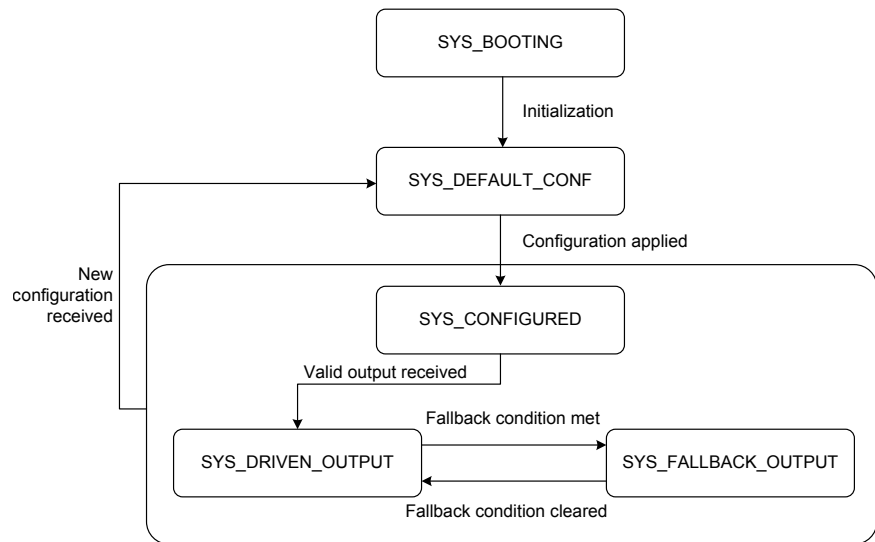 SYS_BOOTING
Initialization
SYS_DEFAULT_CONF
Configuration applied
New
configuration
received
SYS_CONFIGURED
Valid output received
Fallback condition met
SYS_DRIVEN_OUTPUT
SYS_FALLBACK_OUTPUT
Fallback condition cleared